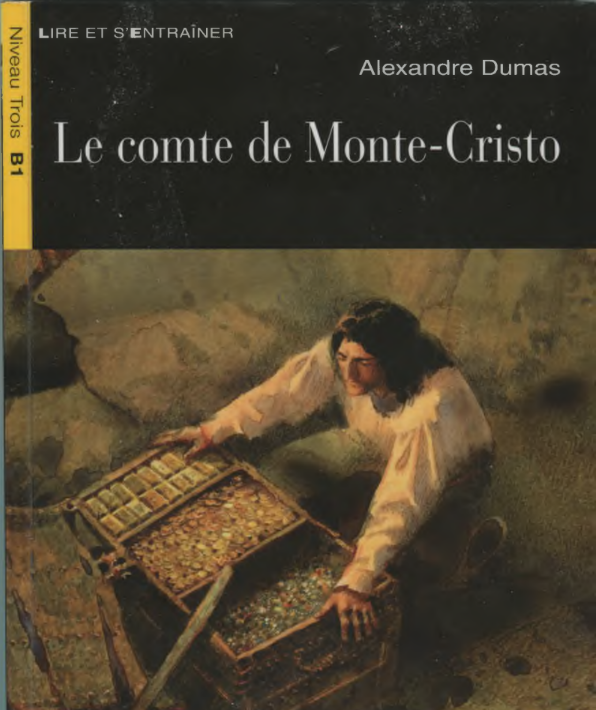 LIRE ET S'ENTRAÎNER
Niveau Trois B1
Alexandre Dumas
Le comte de Monte-Cristo